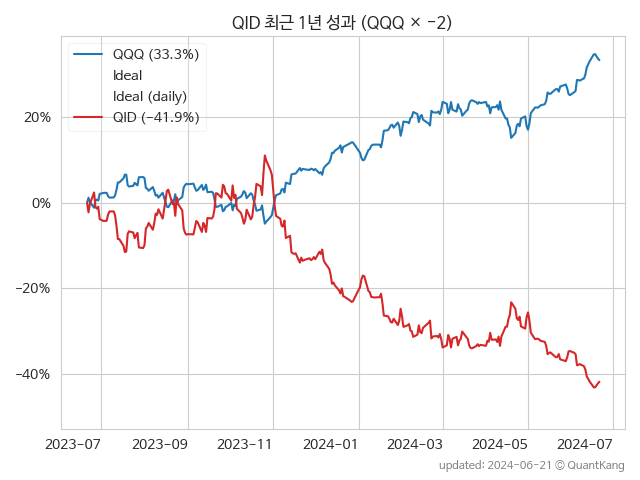 QID 최근 1년 성과 (QQQ × −2)
QQQ (33.3%)
Ideal
Ideal (daily)
QID (−41.9%)
20%
0%
−20%
−40%
2023−07
2023−09
2023−11
2024−01
2024−03
2024−05
2024−07
updated: 2024-06-21 © QuantKang